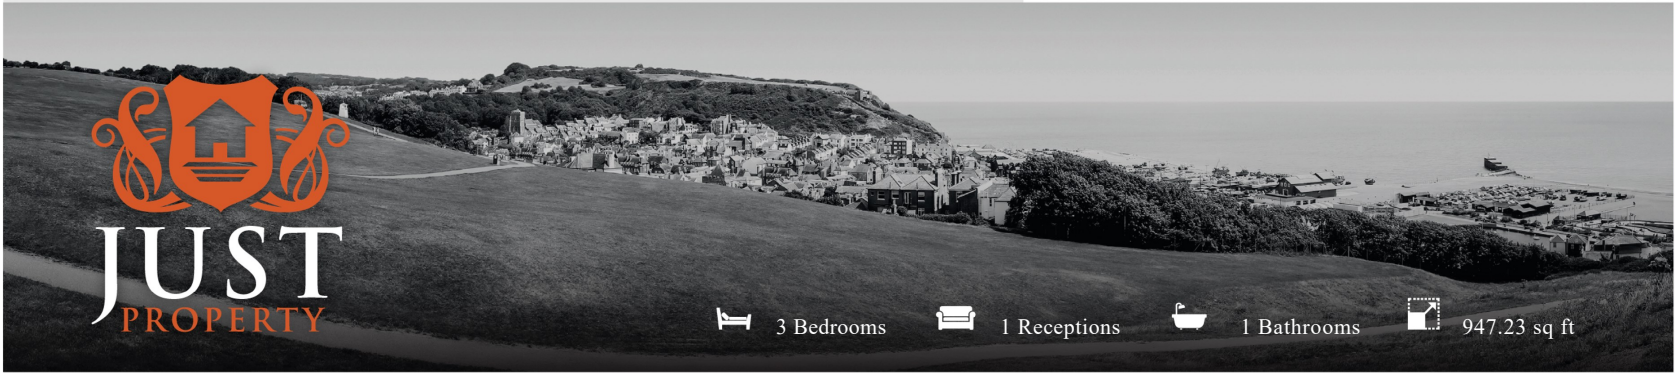 JUST
PROPERTY
3 Bedrooms
1 Receptions
1 Bathrooms
947.23 sq ft